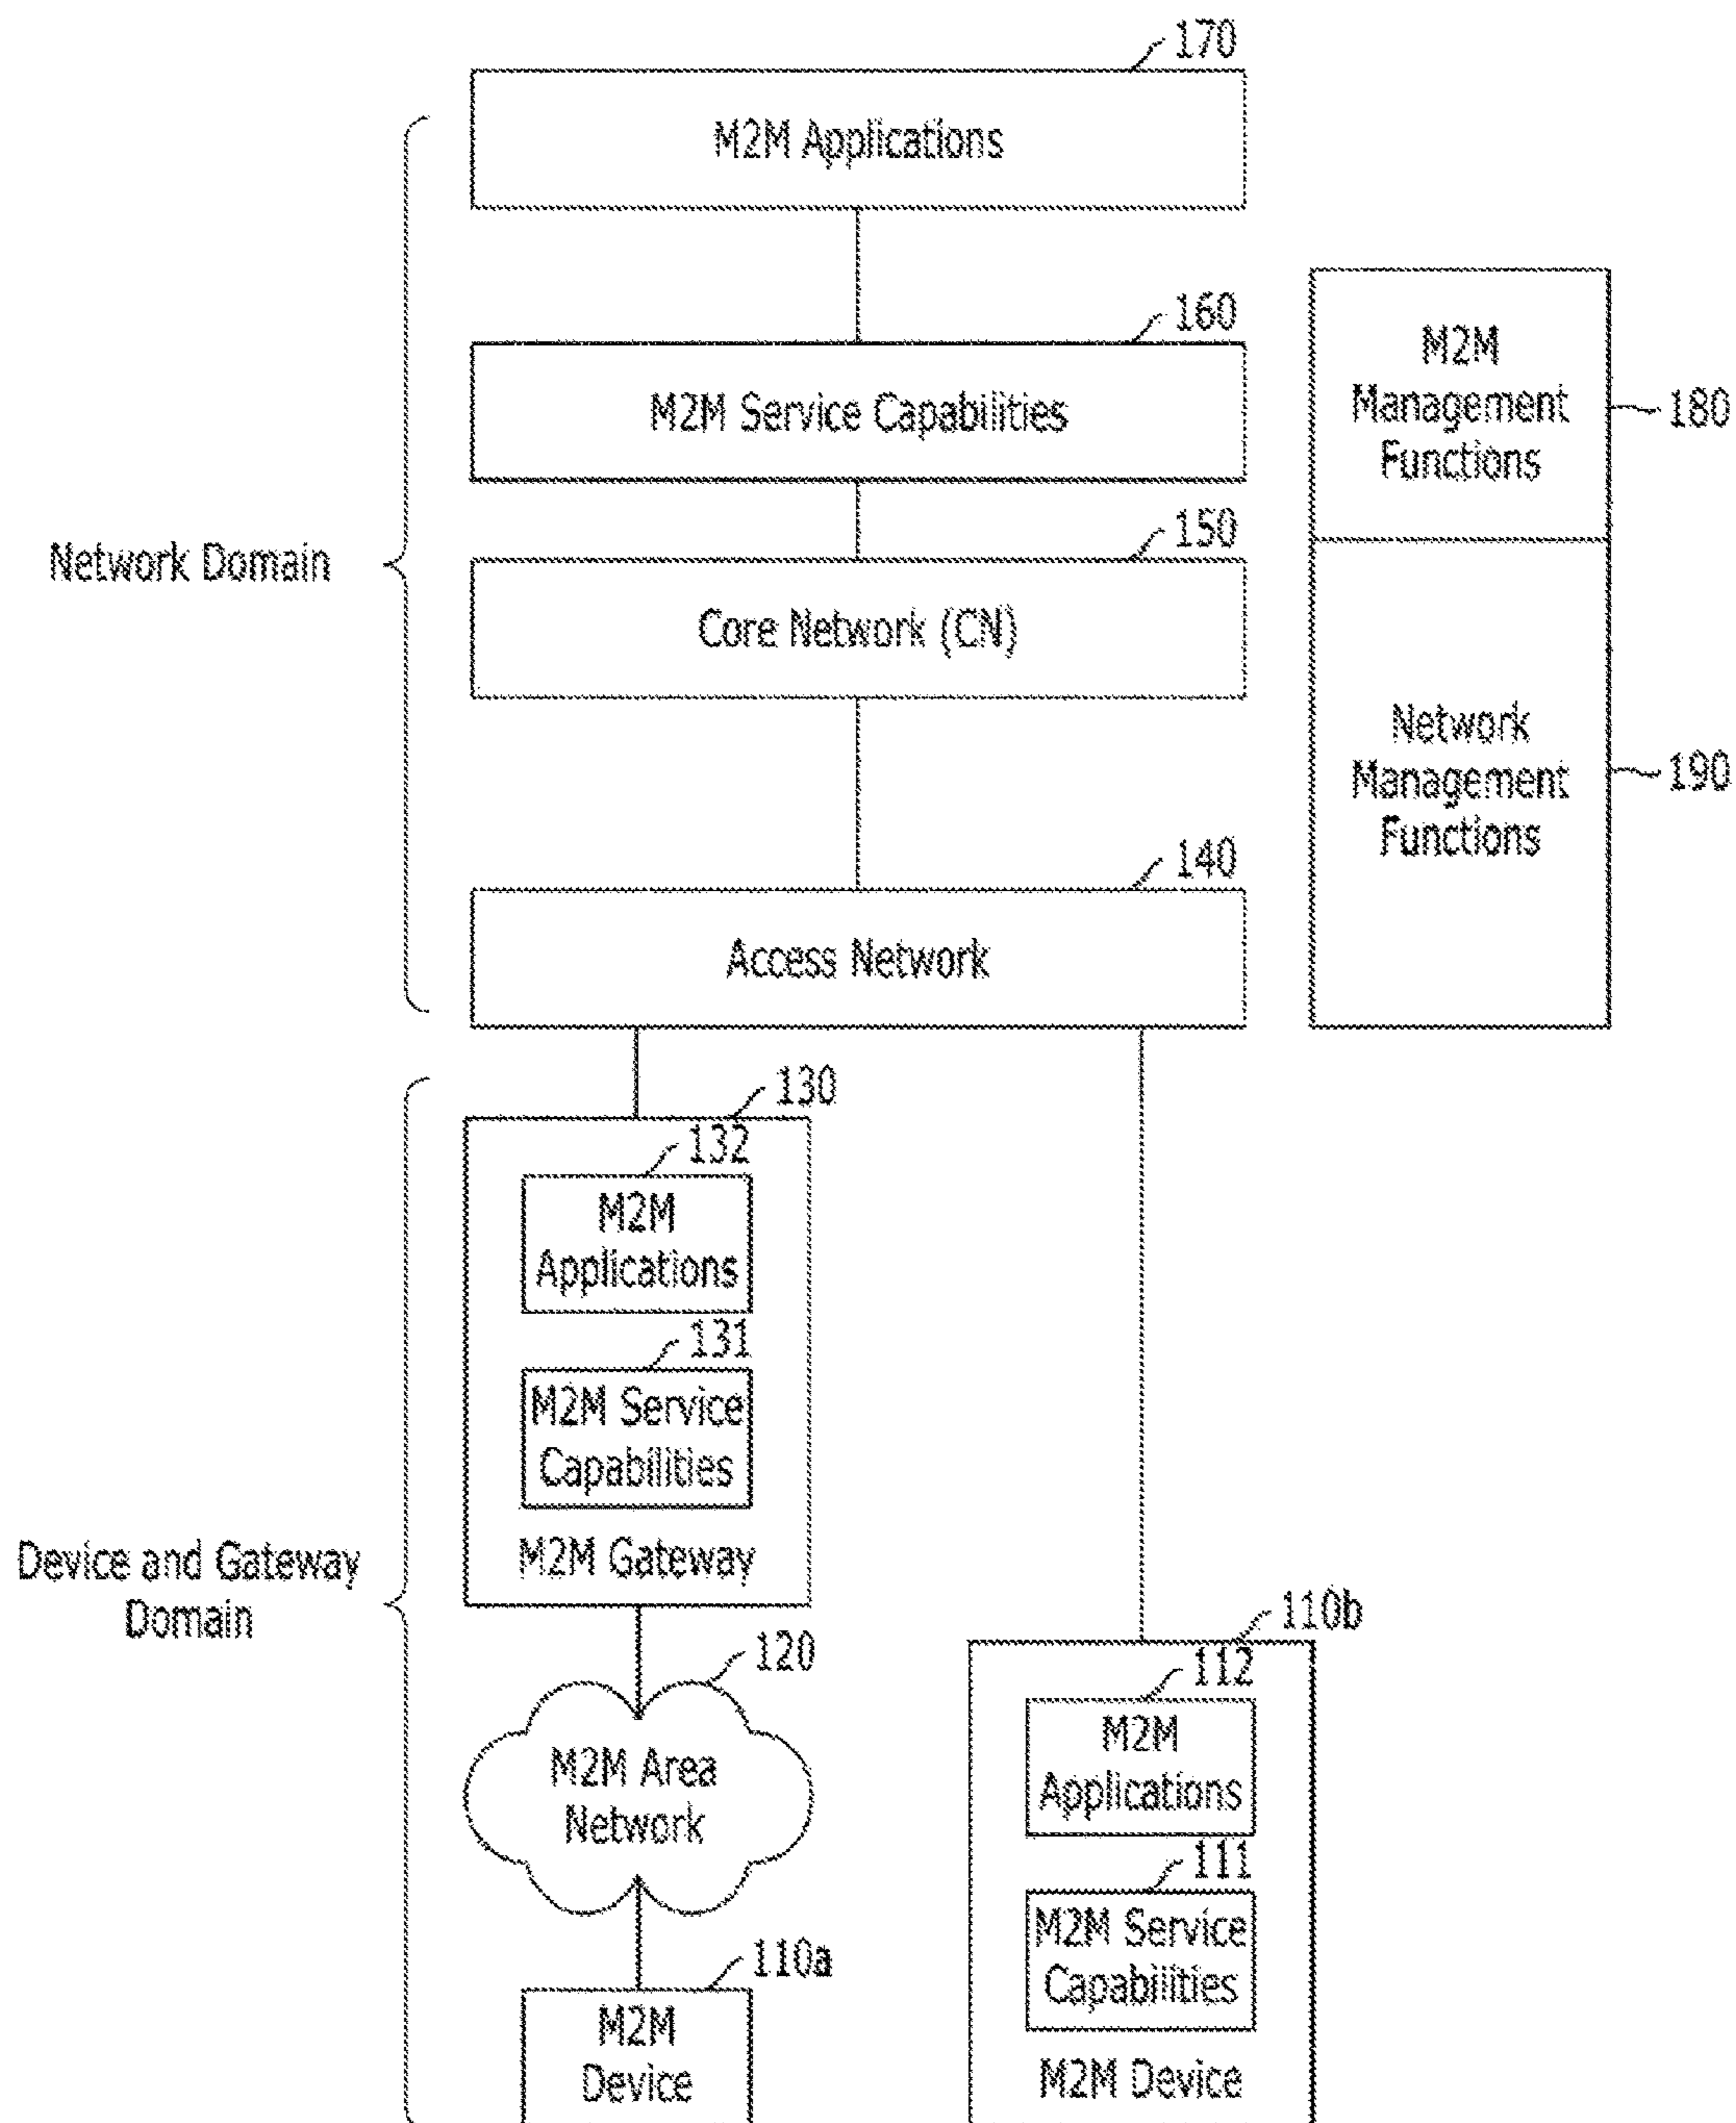 170
M2M Applications
160
M2M Service Capabilities
M2M
Management
Functions
180
150
Network Domain
Core Network (CN)
Network
Management
Functions
190
140
Access Network
130
132
M2M
Applications
131
M2M Service
Capabilities
M2M Gateway
Device and Gateway
Domain
110b
120
112
M2M
Applications
M2M Area
Network
111
M2M Service
Capabilities
110a
M2M
Device
M2M Device